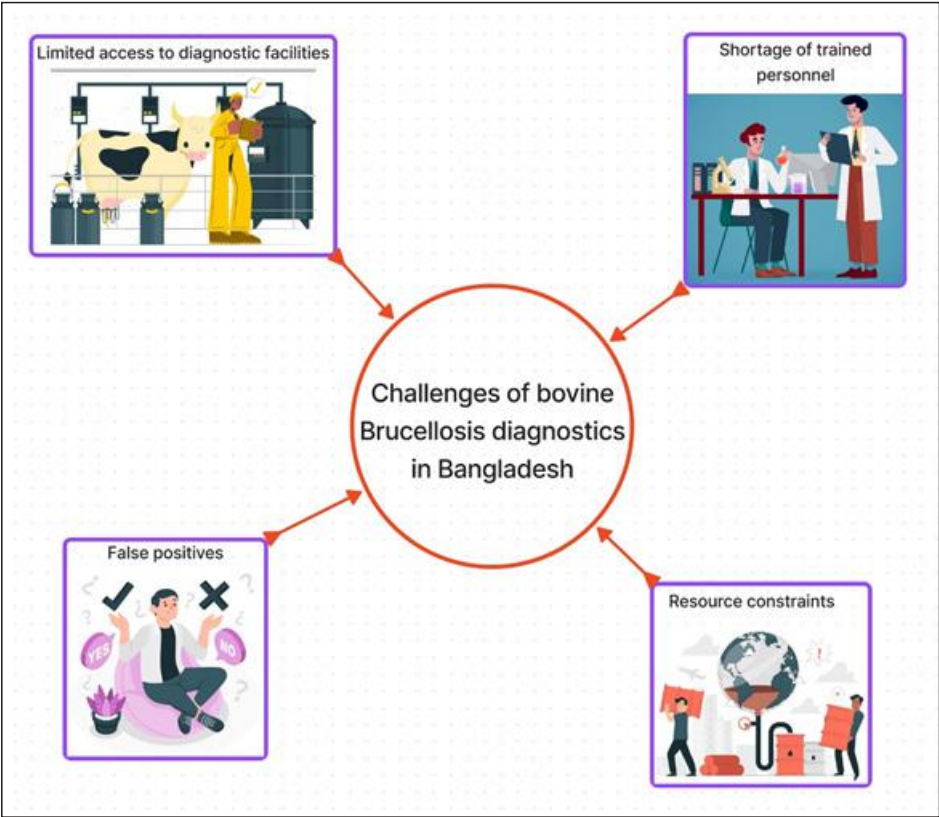 Limited access to diagnostic facilities
Shortage of trained
personnel
Challenges of bovine
Brucellosis diagnostics
in Bangladesh
False positives
YES
NO
Resource constraints